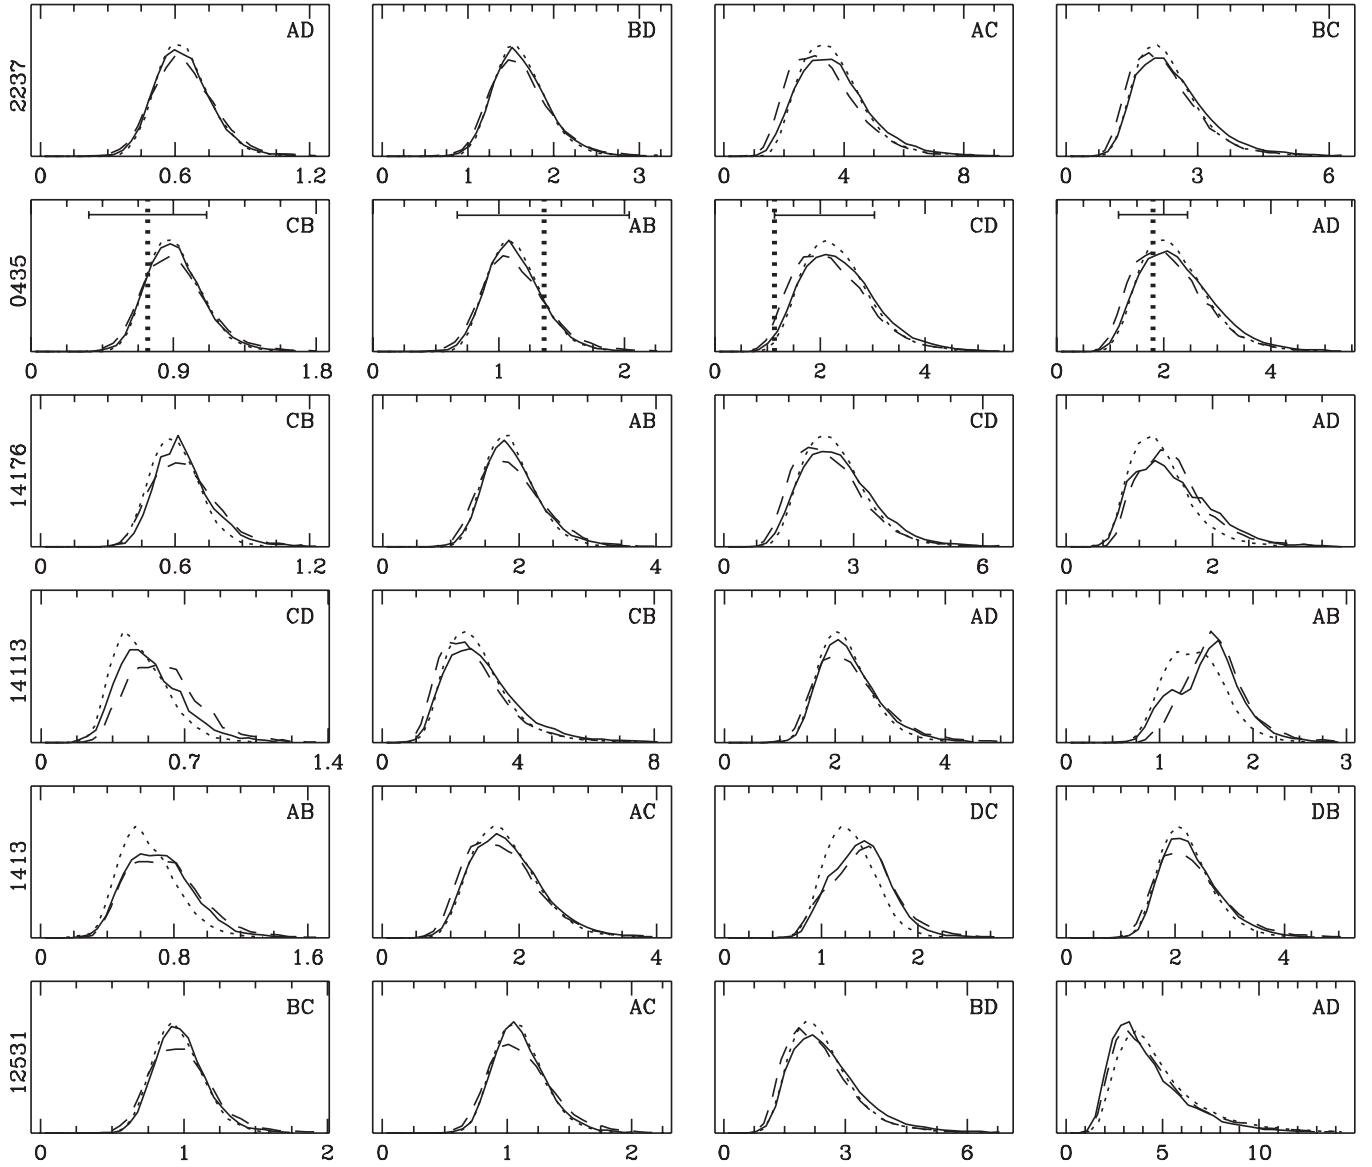 2237
AD BD AC BC
0 0.6 1.2 0 1 2 3 0 4 8 0 3 6
0435
CB AB CD AD
0 0.9 1.8 0 1 2 0 2 4 0 2 4
14176
CB AB CD AD
0 0.6 1.2 0 2 4 0 3 6 0 2
14113
CD CB AD AB
0 0.7 1.4 0 4 8 0 2 4 0 1 2 3
1413
AB AC DC DB
0 0.8 1.6 0 2 4 0 1 2 0 2 4
12531
BC AC BD AD
0 1 2 0 1 2 0 3 6 0 5 10